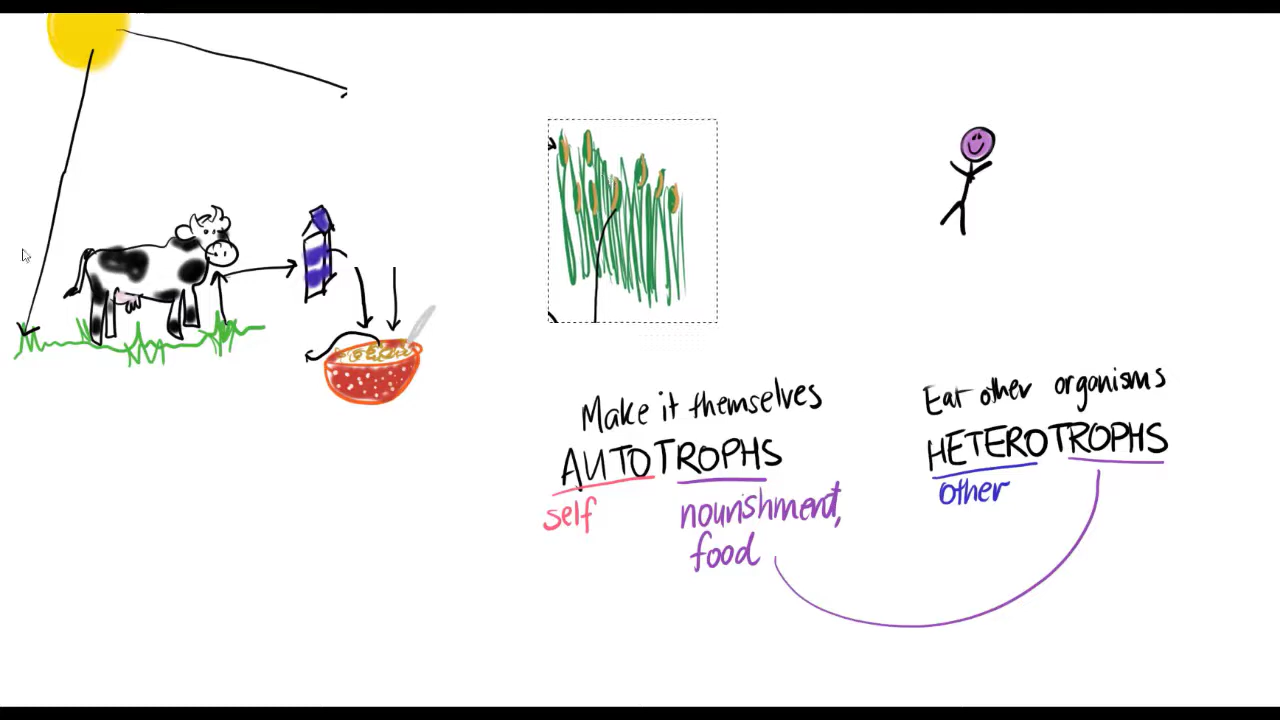 Make it themselves
AUTOTROPHS
self
nourishment,
food
Eat other organisms
HETEROTROPHS
other